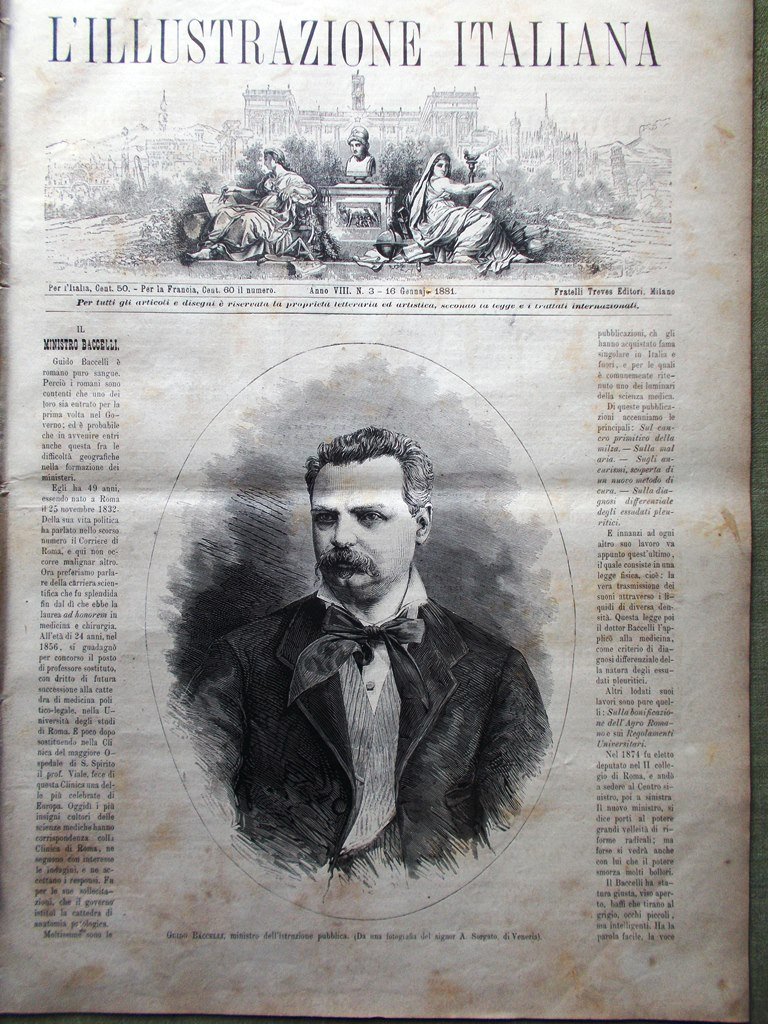 L'ILLUSTRAZIONE ITALIANA
Per l'Italia, Cent. 50. - Per la Francia, Cent. 60 il numero.
Anno VIII. N. 3 - 16 Gennaio 1881.
Fratelli Treves Editori, Milano
Per tutti gli articoli e disegni è riservata la proprietà letteraria ed artistica, secondo la legge e i trattati internazionali.
IL
MINISTRO BACCELLI.
Guido Baccelli è
romano puro sangue.
Perciò i romani sono
contenti che uno dei
loro sia entrato per la
prima volta nel Go-
verno; ed è probabile
che in avvenire entri
anche questa fra le
difficoltà geografiche
nella formazione dei
ministeri.
Egli ha 49 anni,
essendo nato a Roma
il 25 novembre 1832.
Della sua vita politica
ha parlato nello scorso
numero il Corriere di
Roma, e qui non oc-
corre malignar altro.
Ora preferiamo parla-
re della carriera scien-
tifica che fu splendida
fin dal dì che ebbe la
laurea ad honorem in
medicina e chirurgia.
All'età di 24 anni, nel
1856, si guadagnò
per concorso il posto
di professore sostituto,
con dritto di futura
successione alla catte
dra di medicina poli
tico-legale, nella U-
niversità degli studi
di Roma. E poco dopo
sostituendo nella Cli
nica del maggiore O-
spedale di S. Spirito
il prof. Viale, fece di
questa Clinica una del-
le più celebrate di
Europa. Oggidì i più
insigni cultori delle
scienze mediche hanno
corrispondenza colla
Clinica di Roma, ne
seguono con interesse
le indagini, e ne ac-
cettano i responsi. Fu
per le sue sollecita-
zioni, che il governo
istituì la cattedra di
anatomia patologica.
Moltissime sono le
pubblicazioni, ch gli
hanno acquistato fama
singolare in Italia e
fuori, e per le quali
è comunemente rite-
nuto uno dei luminari
della scienza medica.
Di queste pubblica-
zioni accenniamo le
principali: Sul can-
cro primitivo della
milza. — Sulla mal
aria. — Sugli an-
eurismi, scoperta di
un nuovo metodo di
cura. — Sulla dia-
gnosi differenziale
degli essudati pleu-
ritici.
E innanzi ad ogni
altro suo lavoro va
appunto quest'ultimo,
il quale consiste in una
legge fisica, cioè: la
vera trasmissione dei
suoni attraverso i li-
quidi di diversa den-
sità. Questa legge poi
il dottor Baccelli l'ap-
plicò alla medicina,
come criterio di dia-
gnosi differenziale del-
la natura degli essu-
dati pleuritici.
Altri lodati suoi
lavori sono pure quel-
li: Sulla bonificazio-
ne dell'Agro Roma-
no e sui Regolamenti
Universitari.
Nel 1874 fu eletto
deputato nel II colle-
gio di Roma, e andò
a sedere al Centro si-
nistro, poi a sinistra.
Il nuovo ministro, si
dice porti al potere
grandi velleità di ri-
forme radicali; ma
forse si vedrà anche
con lui che il potere
smorza molti bollori.
Il Baccelli ha sta-
tura giusta, viso aper-
to, baffi che tirano al
grigio, occhi piccoli,
ma intelligenti. Ha la
parola facile, la voce
GUIDO BACCELLI, ministro dell'istruzione pubblica. (Da una fotografia del signor A. Sorgato, di Venezia).